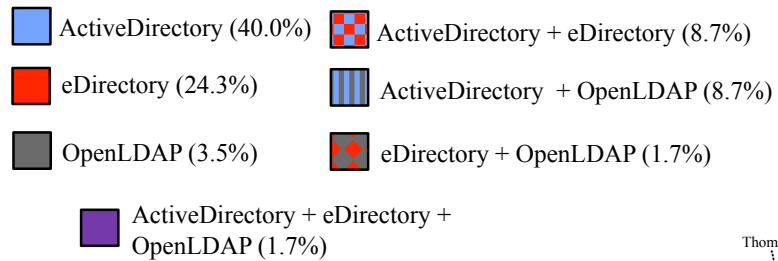 ActiveDirectory (40.0%)
ActiveDirectory + eDirectory (8.7%)
eDirectory (24.3%)
ActiveDirectory + OpenLDAP (8.7%)
OpenLDAP (3.5%)
eDirectory + OpenLDAP (1.7%)
ActiveDirectory + eDirectory +
OpenLDAP (1.7%)
Thom